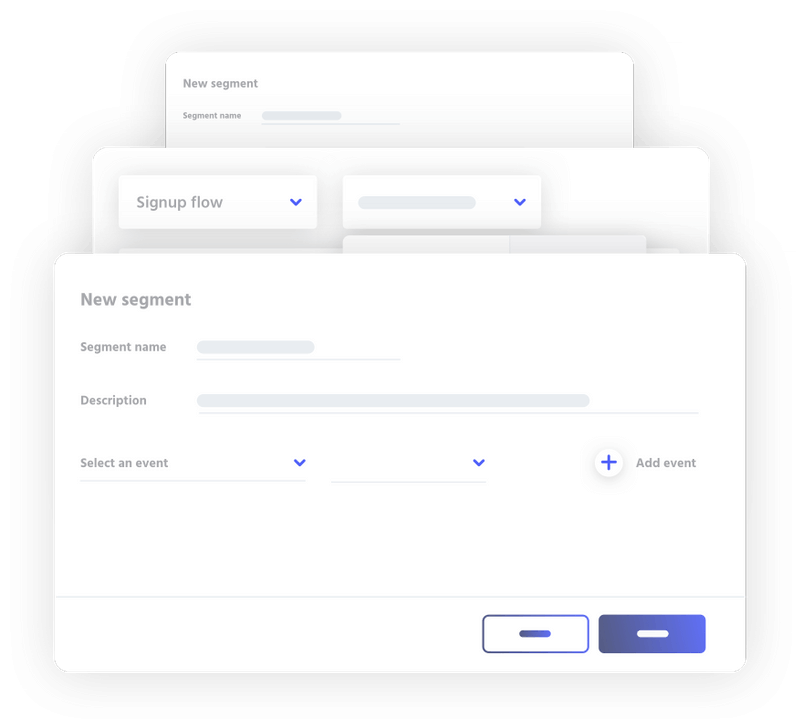 New segment
Segment name
Signup flow
New segment
Segment name
Description
Select an event
Add event